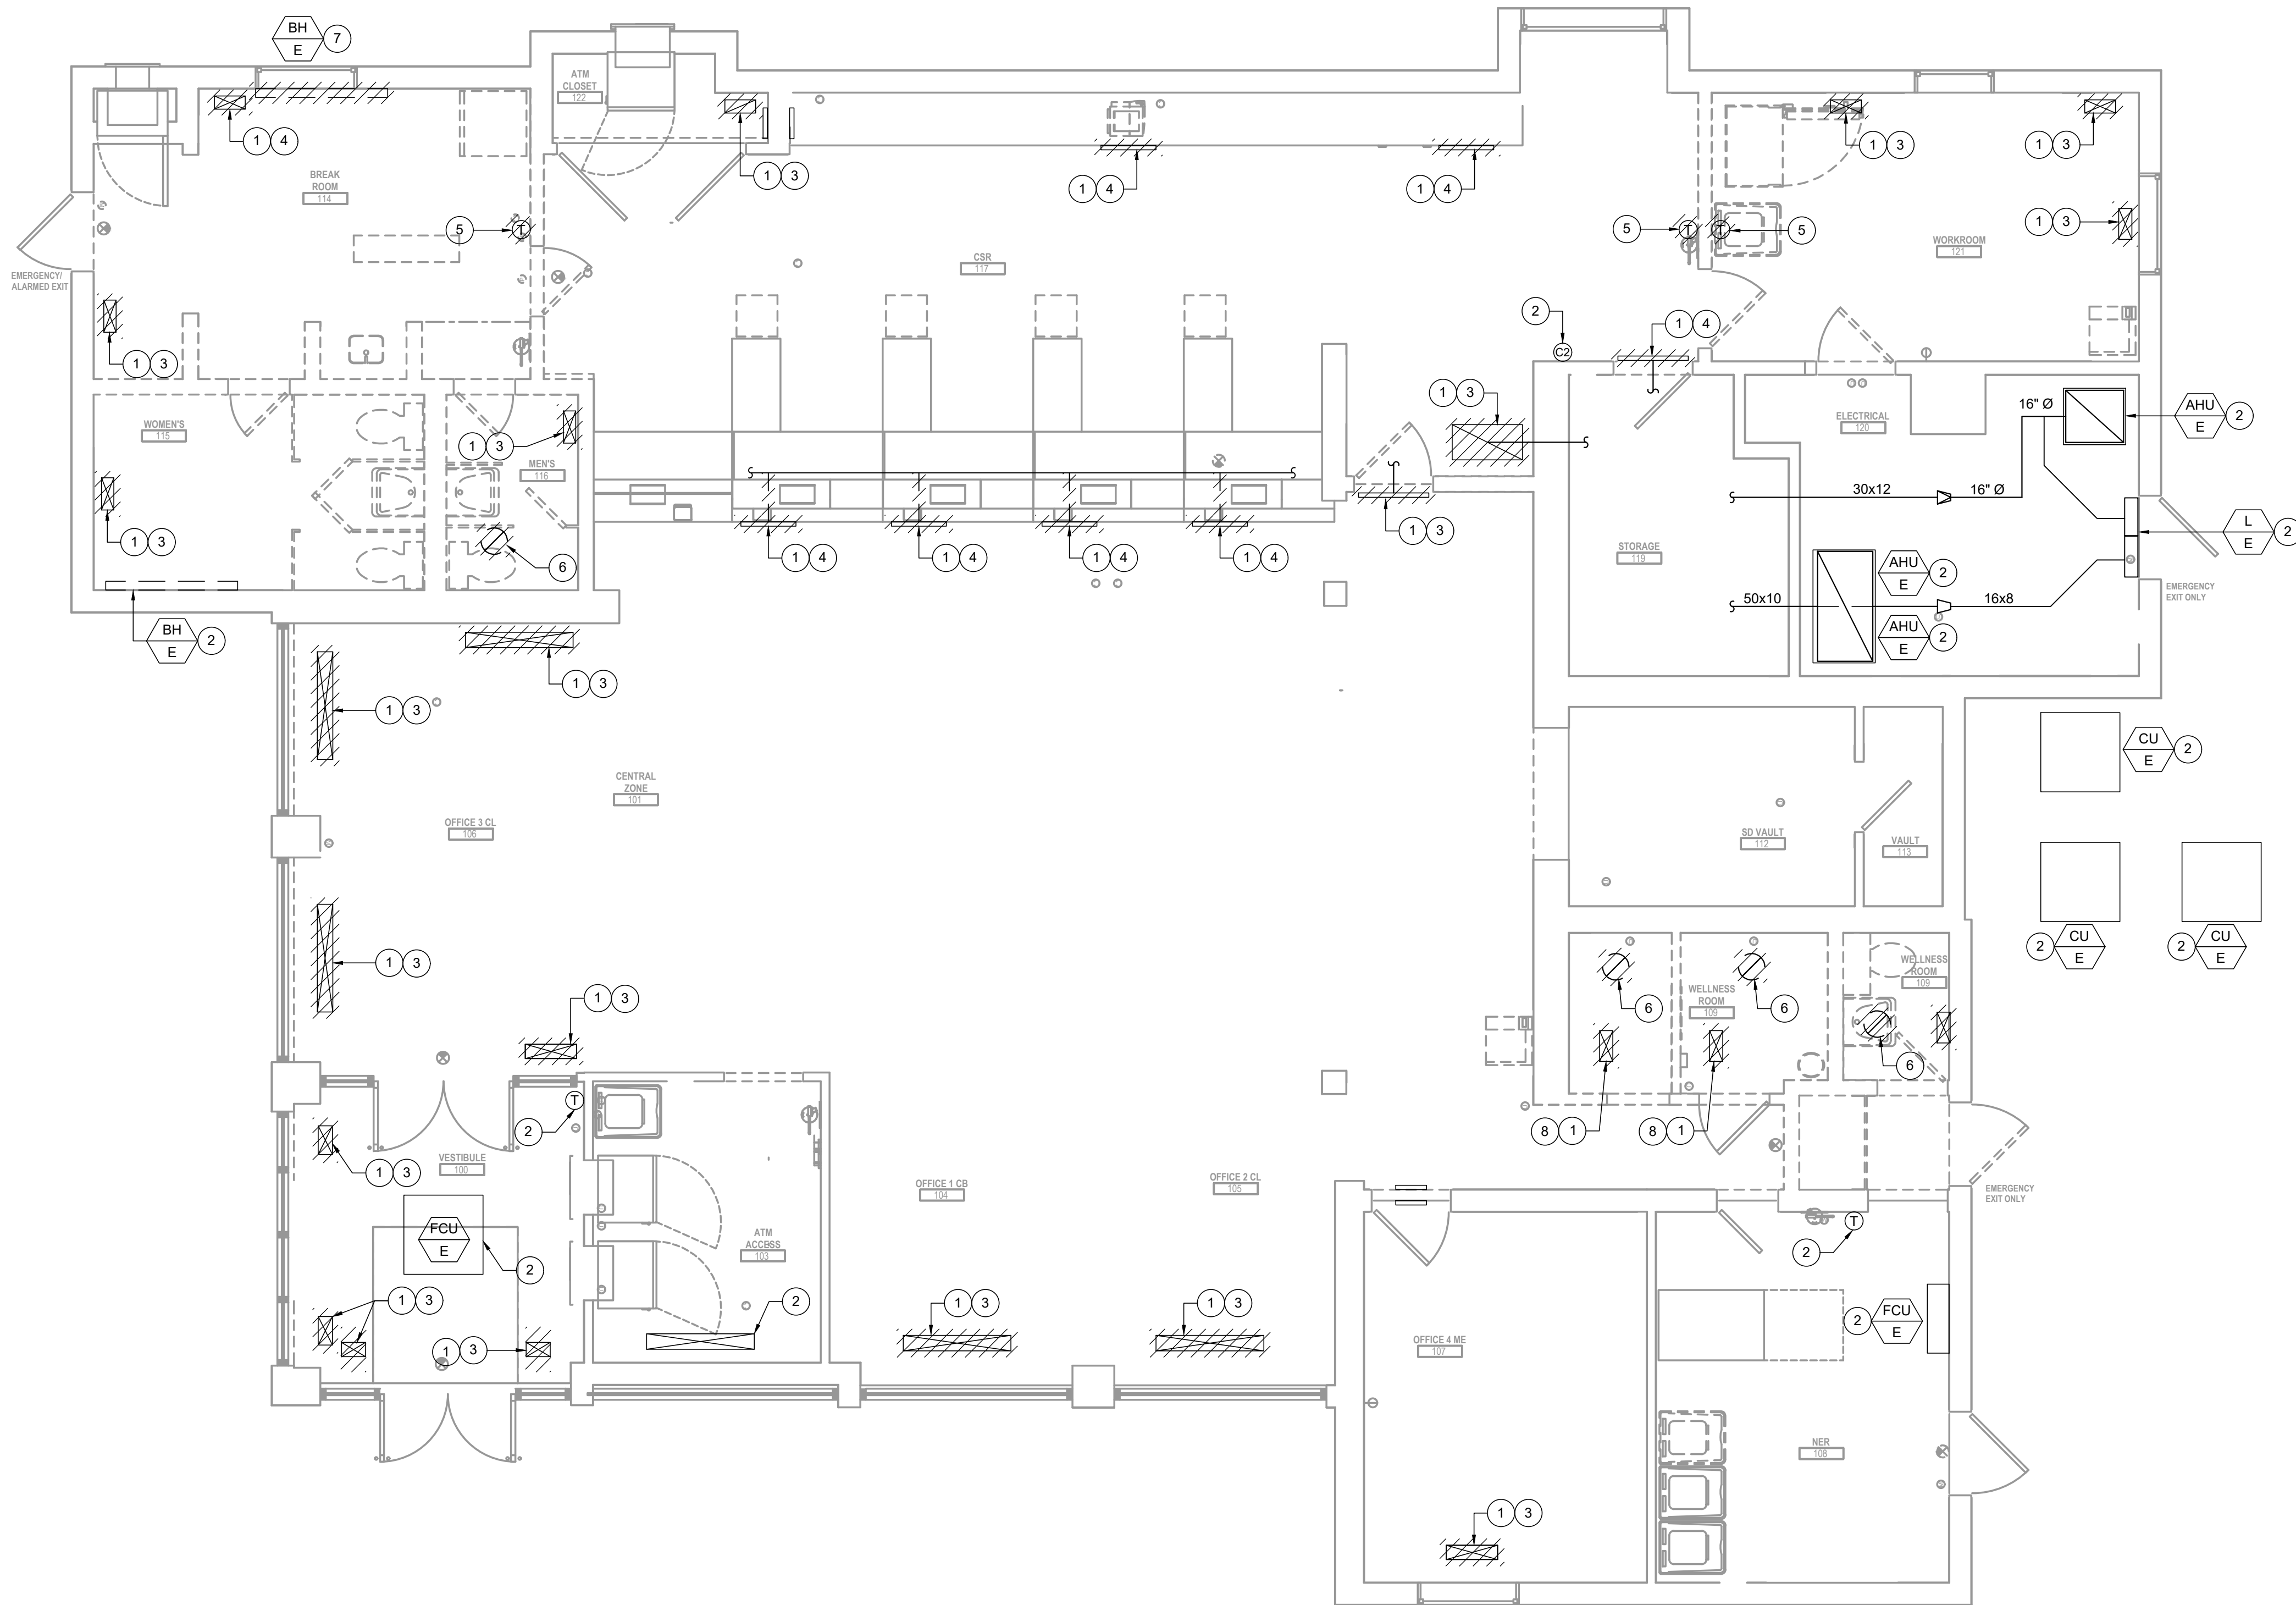 BH
E
7
ATM
CLOSET
122
1 4
1 3
1 3
1 3
BREAK
ROOM
114
1 4
1 4
5
T
5
T
T
5
1 3
CSR
117
WORKROOM
121
EMERGENCY/
ALARMED EXIT
2
1 4
C2
1 3
1 3
16" Ø
ELECTRICAL
120
AHU
E
2
WOMEN'S
115
1 3
MEN'S
116
30x12
16" Ø
1 3
1 3
L
E
2
1 4
1 4
1 4
1 4
6
STORAGE
119
AHU
E
2
EMERGENCY
EXIT ONLY
50x10
16x8
BH
E
2
AHU
E
2
1 3
1 3
CU
E
2
CENTRAL
ZONE
101
OFFICE 3 CL
106
SD VAULT
112
VAULT
113
2
CU
E
2
CU
E
1 3
WELLNESS
ROOM
109
1 3
WELLNESS
ROOM
109
6
6
6
T
2
8 1
8 1
VESTIBULE
100
1 3
OFFICE 1 CB
104
OFFICE 2 CL
105
EMERGENCY
EXIT ONLY
T
2
FCU
E
2
ATM
ACCESS
103
1 3
2
1 3
1 3
2
FCU
E
1 3
OFFICE 4 ME
107
NER
108
1 3